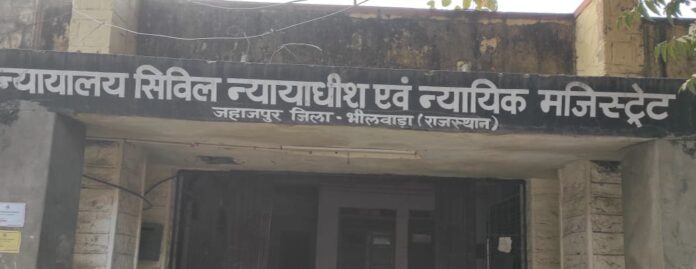 न्यायालय सिविल न्यायाधीश एवं न्यायिक मजिस्ट्रेट
जहाजपुर जिला - भीलवाड़ा (राजस्थान)